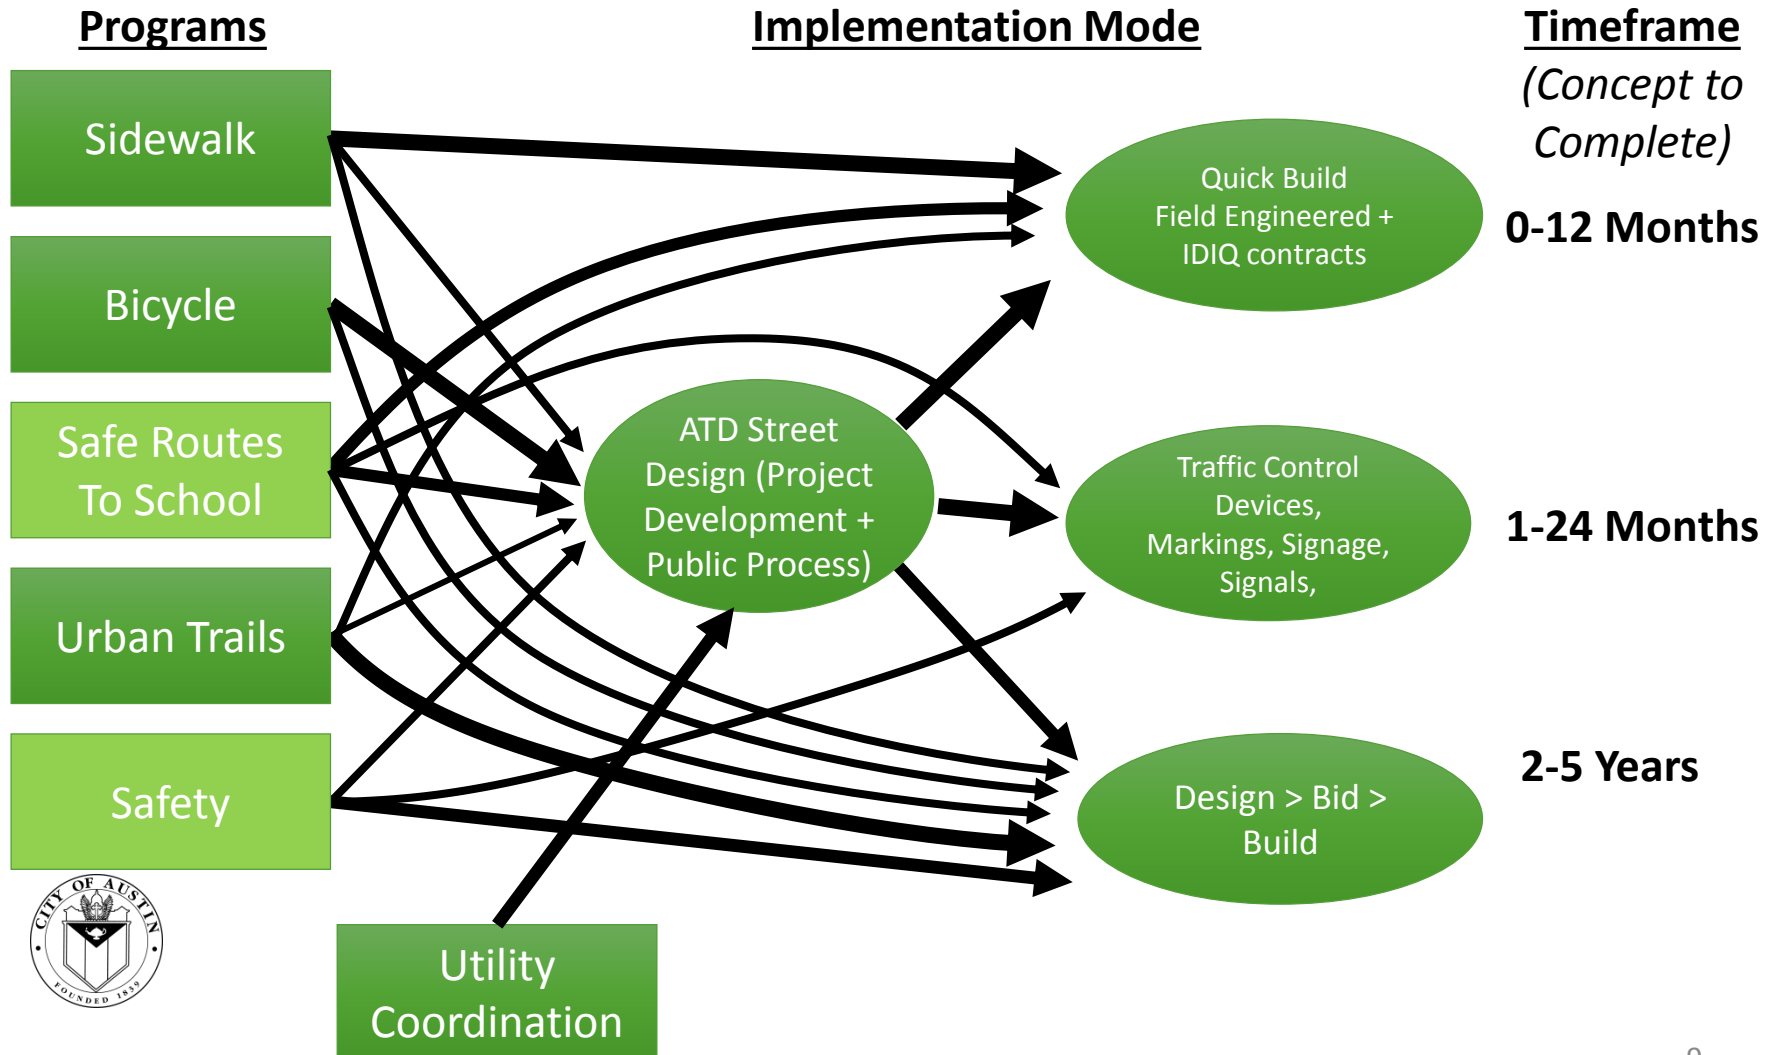 Programs
Implementation Mode
Timeframe
(Concept to
Complete)
Sidewalk
Bicycle
Safe Routes
To School
Urban Trails
Safety
Utility
Coordination
ATD Street
Design (Project
Development +
Public Process)
Quick Build
Field Engineered +
IDIQ contracts
0-12 Months
Traffic Control
Devices,
Markings, Signage,
Signals,
1-24 Months
Design > Bid >
Build
2-5 Years
CITY OF AUSTIN
FOUNDED 1839